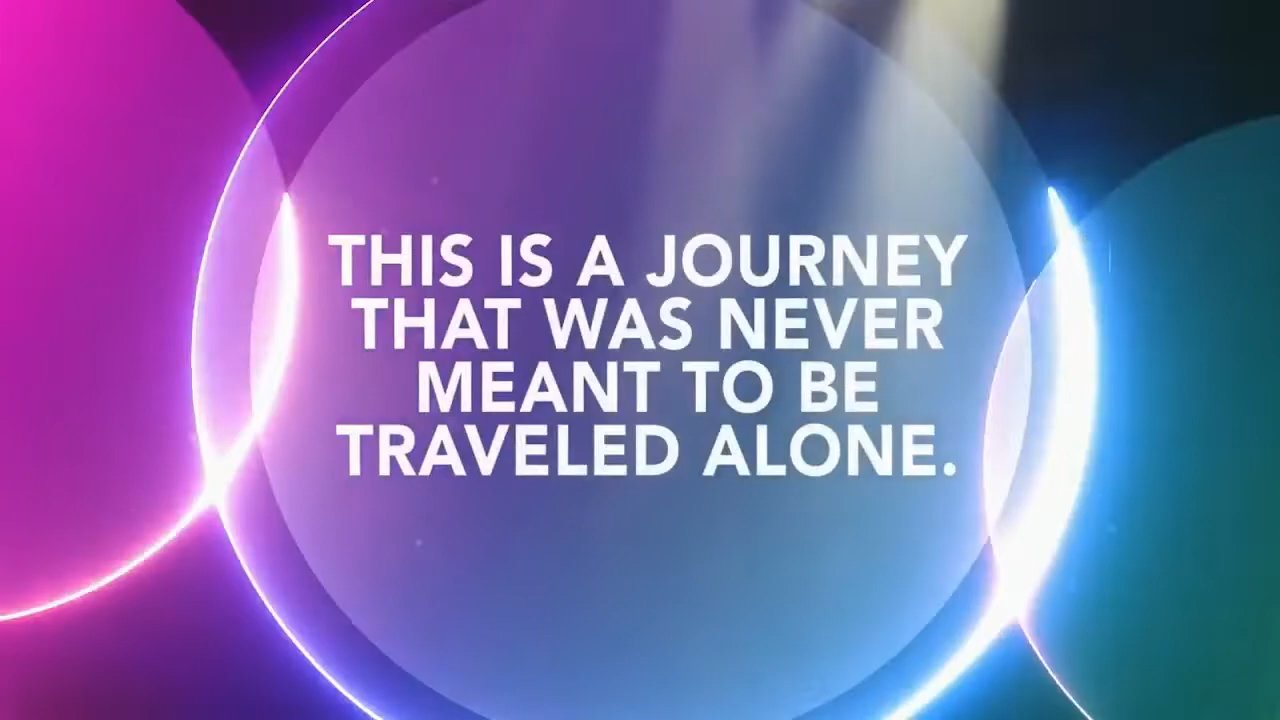 THIS IS A JOURNEY
THAT WAS NEVER
MEANT TO BE
TRAVELED ALONE.